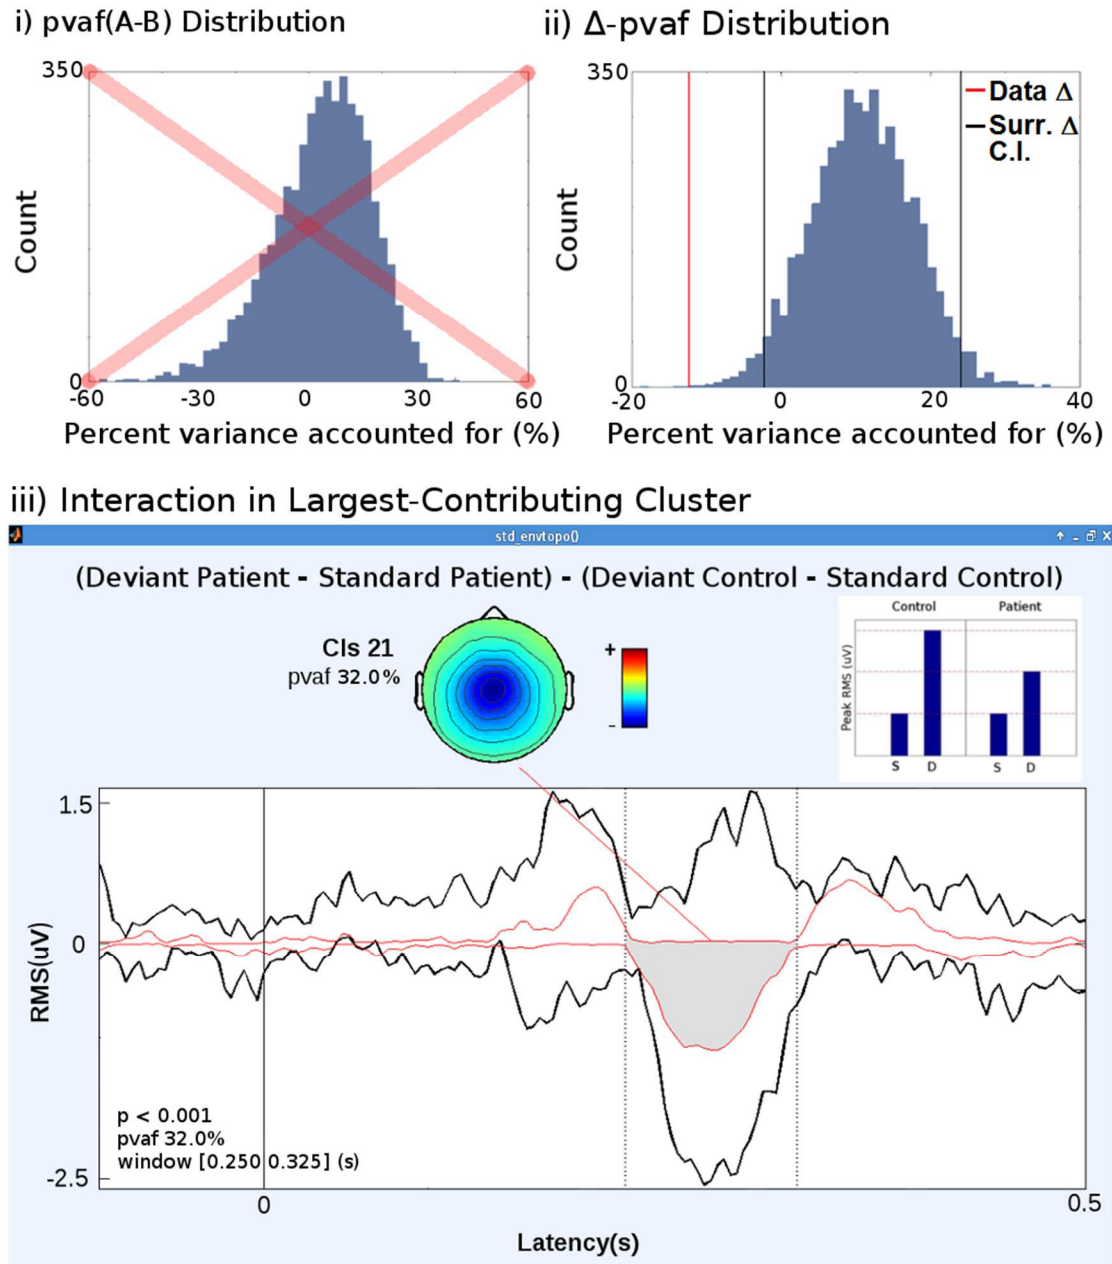 i) pvaf(A-B) Distribution
350
Count
0
-60 -30 0 30 60
Percent variance accounted for (%)
ii) Δ-pvaf Distribution
350
Data Δ
Surr. Δ
C.I.
Count
0
-20 0 20 40
Percent variance accounted for (%)
iii) Interaction in Largest-Contributing Cluster
std_envtopo()
(Deviant Patient - Standard Patient) - (Deviant Control - Standard Control)
Cls 21
pvaf 32.0%
+
-
Control Patient
Peak RMS (uV)
S D S D
1.5
0
RMS(uV)
-2.5
p < 0.001
pvaf 32.0%
window [0.250 0.325] (s)
0 0.5
Latency(s)